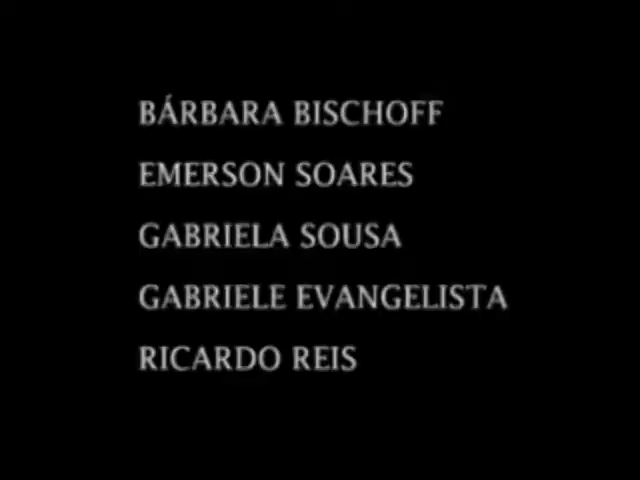 BÁRBARA BISCHOFF
EMERSON SOARES
GABRIELA SOUSA
GABRIELE EVANGELISTA
RICARDO REIS